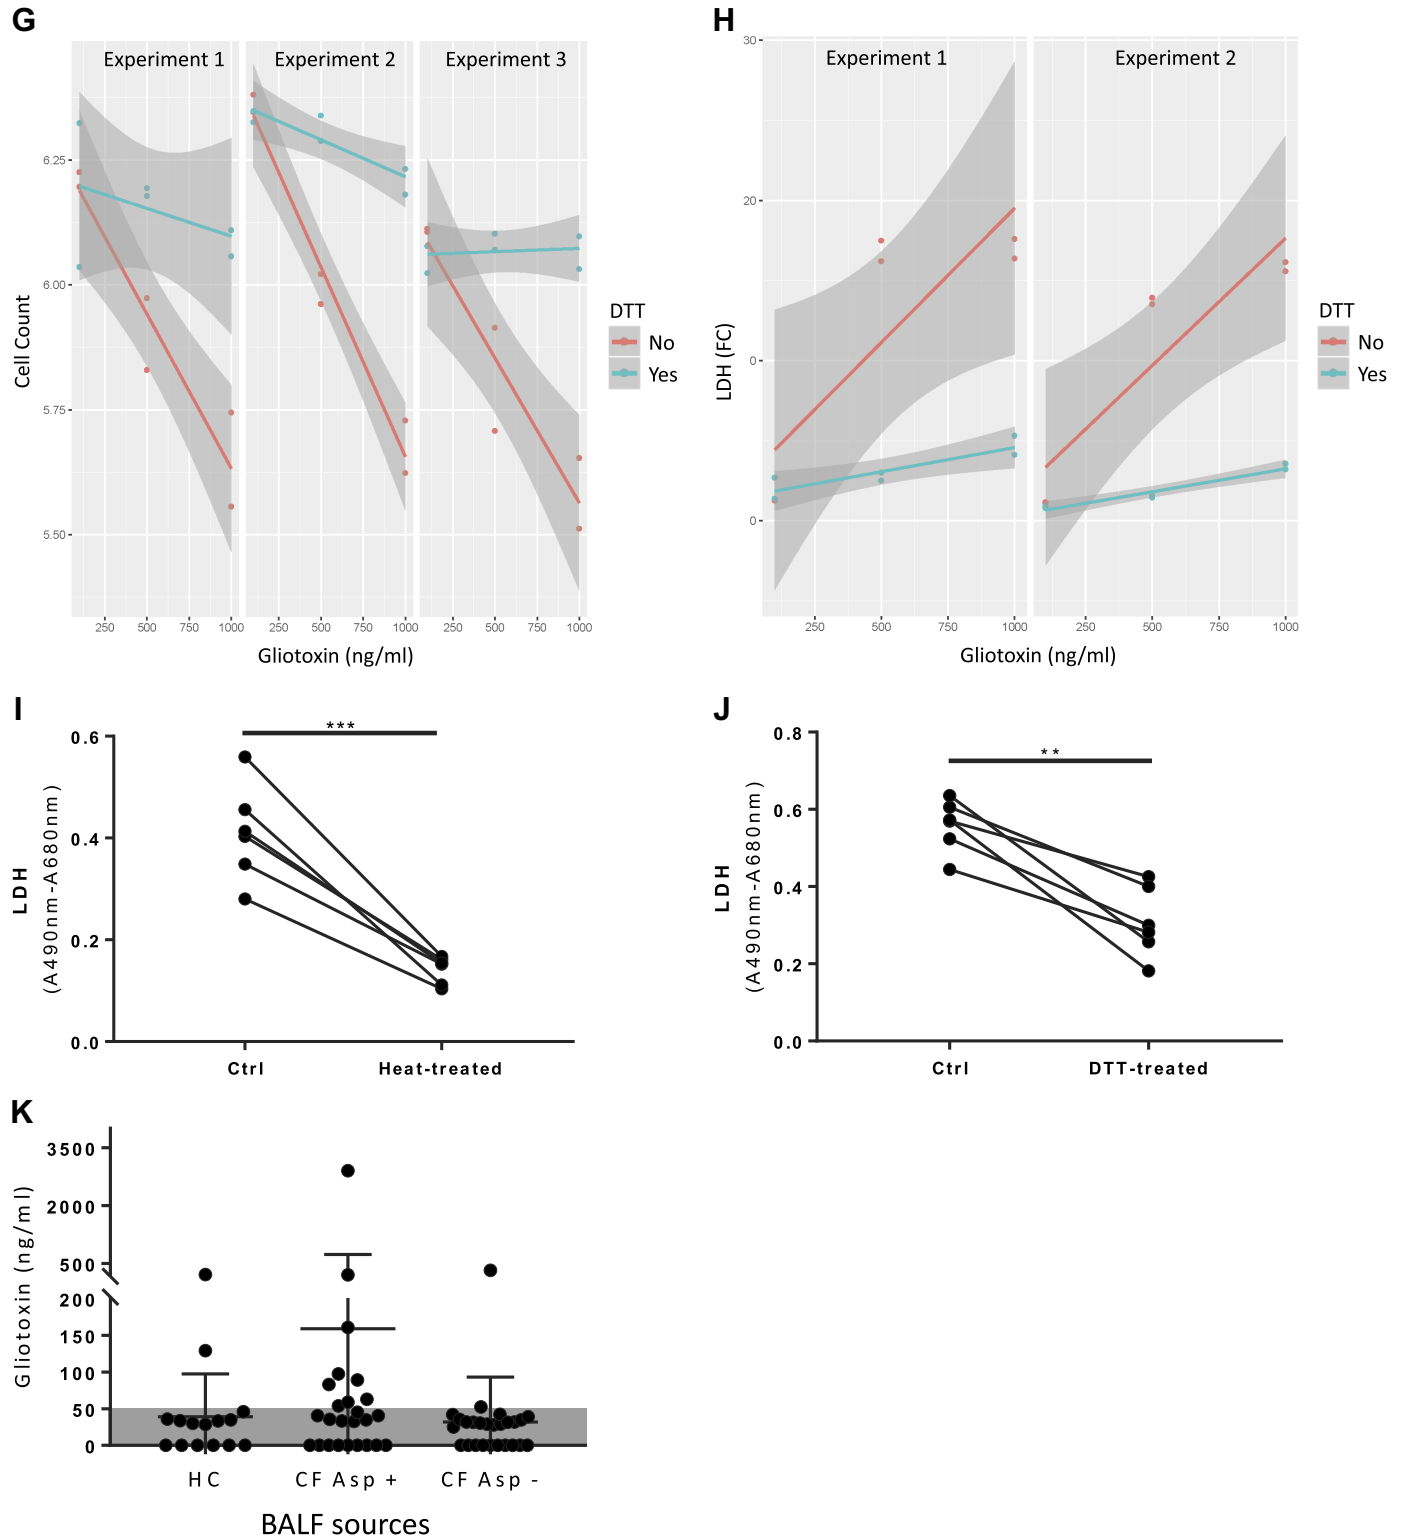 G
Experiment 1
Experiment 2
Experiment 3
Cell Count
6.25
6.00
5.75
5.50
250 500 750 1000 250 500 750 1000 250 500 750 1000
Gliotoxin (ng/ml)
DTT
No
Yes
H
Experiment 1
Experiment 2
LDH (FC)
30
20
0
0
250 500 750 1000 250 500 750 1000
Gliotoxin (ng/ml)
DTT
No
Yes
I
***
LDH
(A490nm-A680nm)
0.6
0.4
0.2
0.0
Ctrl Heat-treated
J
**
LDH
(A490nm-A680nm)
0.8
0.6
0.4
0.2
0.0
Ctrl DTT-treated
K
Gliotoxin (ng/ml)
3500
2000
500
200
150
100
50
0
HC CF Asp + CF Asp -
BALF sources